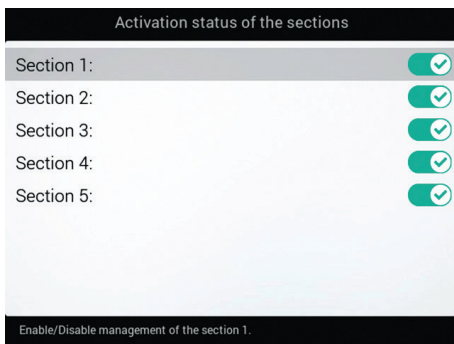 Activation status of the sections
Section 1:
Section 2:
Section 3:
Section 4:
Section 5:
Enable/Disable management of the section 1.